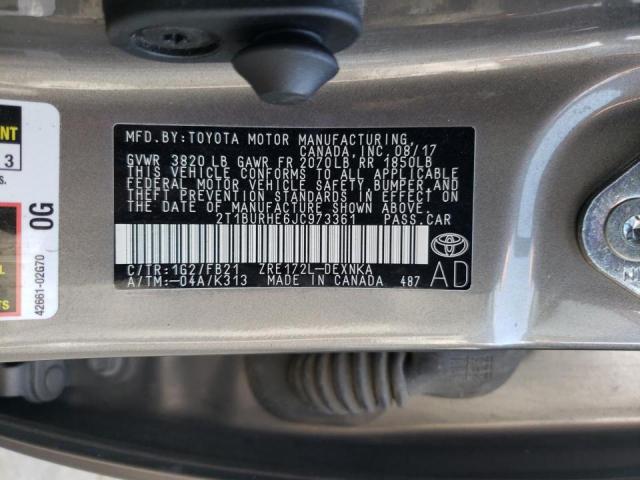 MFD.BY:TOYOTA MOTOR MANUFACTURING,
CANADA, INC. 08/17
GVWR 3820 LB GAWR FR 2070LB RR 1850LB
THIS VEHICLE CONFORMS TO ALL APPLICABLE
FEDERAL MOTOR VEHICLE SAFETY, BUMPER, AND
THEFT PREVENTION STANDARDS IN EFFECT ON
THE DATE OF MANUFACTURE SHOWN ABOVE.
2T1BURHE6JC973361 PASS.CAR
C/TR:1G2/FB21 ZRE172L-DEXNKA
A/TM:-04A/K313 MADE IN CANADA 487
AD
3
0G
42661-02G70